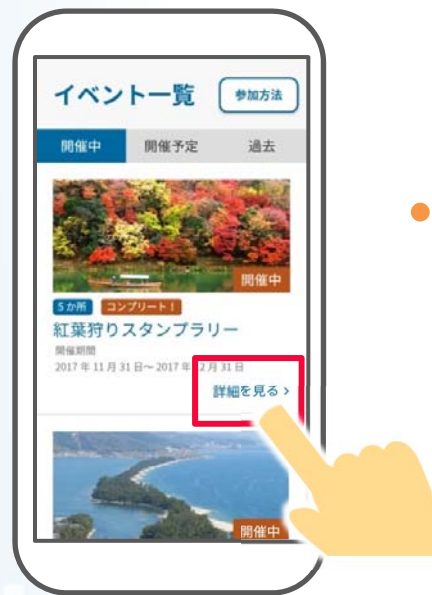 イベント一覧
参加方法
開催中
開催予定
過去
開催中
5か所
コンプリート！
紅葉狩りスタンプラリー
開催期間
2017年11月31日～2017年12月31日
詳細を見る
開催中